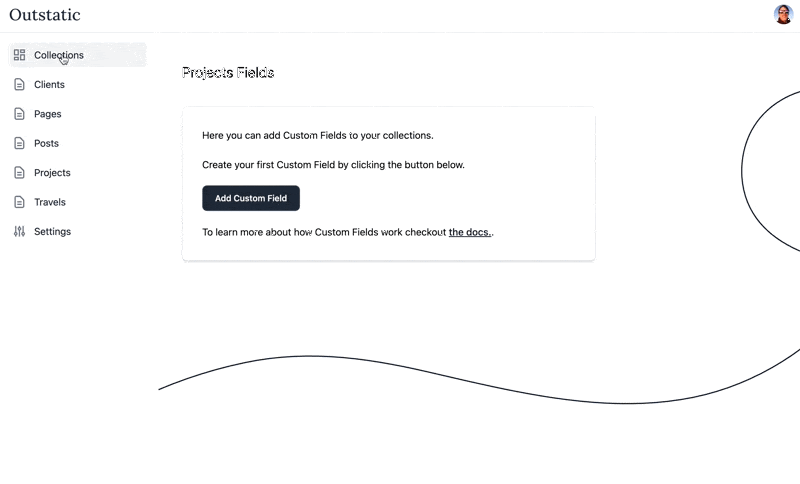 Outstatic
Collections
Clients
Pages
Posts
Projects
Travels
Settings
Projects Fields
Here you can add Custom Fields to your collections.
Create your first Custom Field by clicking the button below.
Add Custom Field
To learn more about how Custom Fields work checkout the docs..